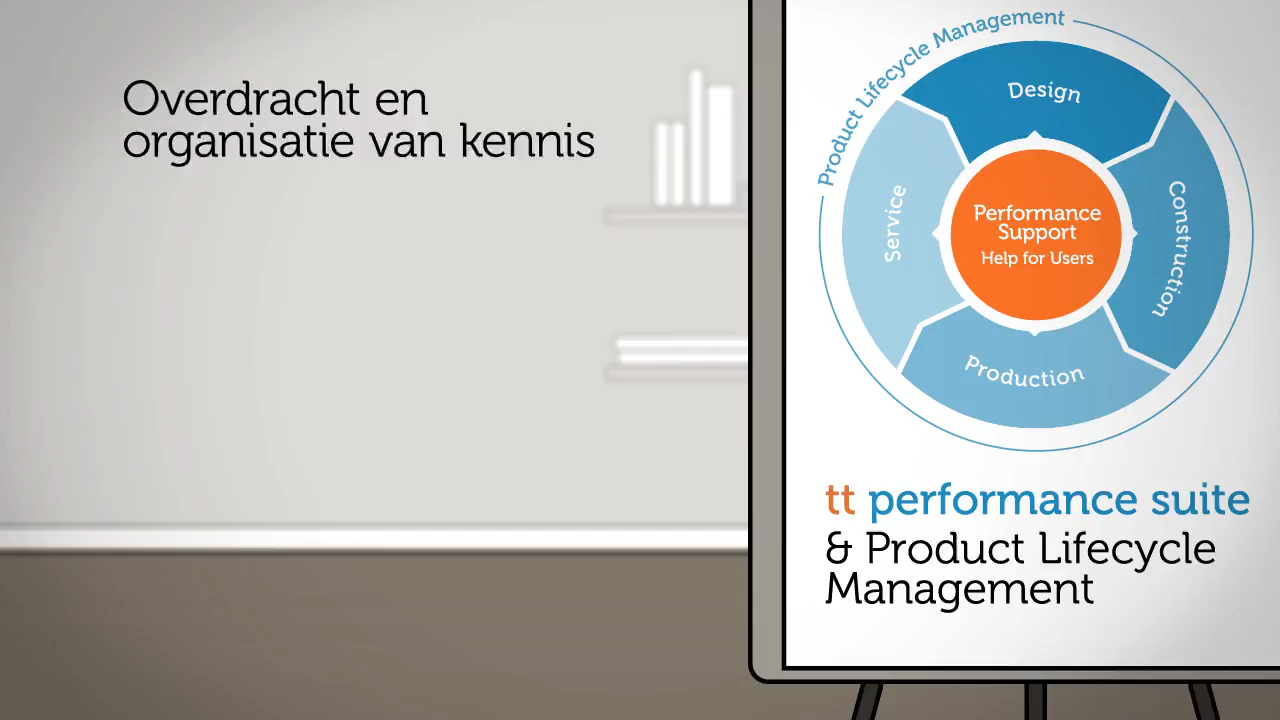 Overdracht en
organisatie van kennis
Product Lifecycle Management
Design
Construction
Production
Service
Performance
Support
Help for Users
tt performance suite
& Product Lifecycle
Management